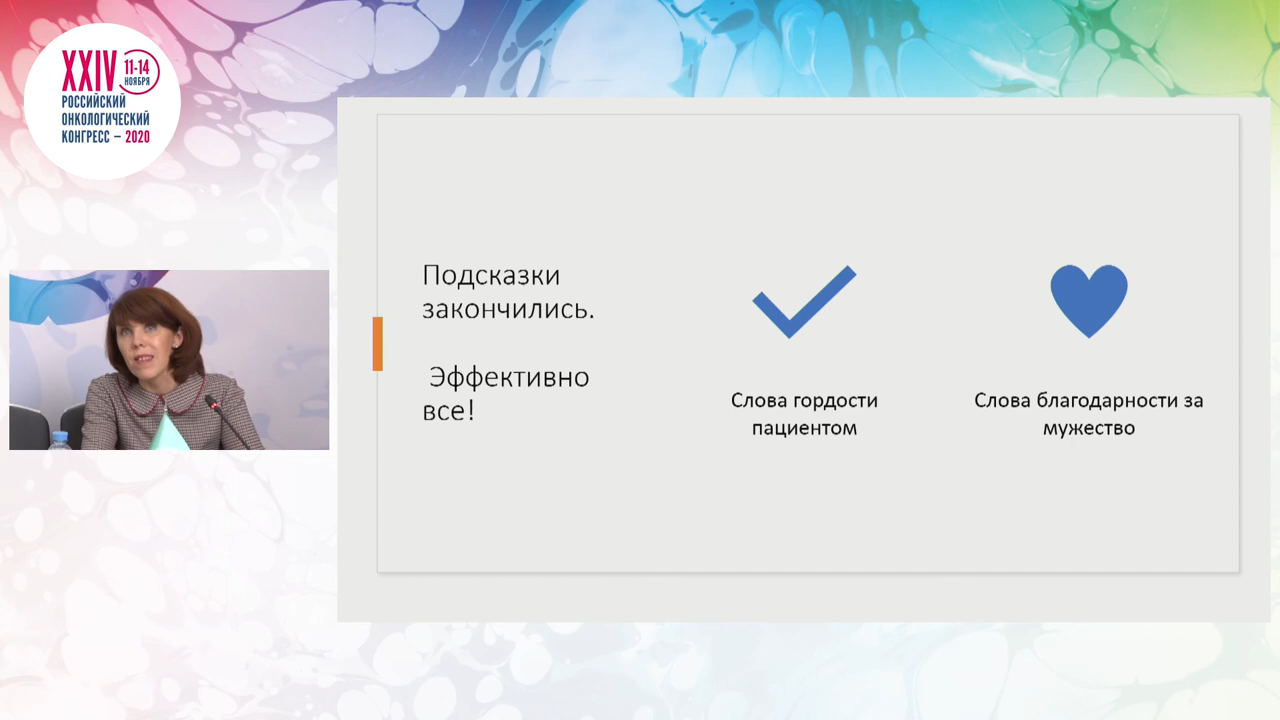 XXIV 11-14
НОЯБРЯ
РОССИЙСКИЙ
ОНКОЛОГИЧЕСКИЙ
КОНГРЕСС – 2020
Подсказки
закончились.
Эффективно
все!
Слова гордости
пациентом
Слова благодарности за
мужество